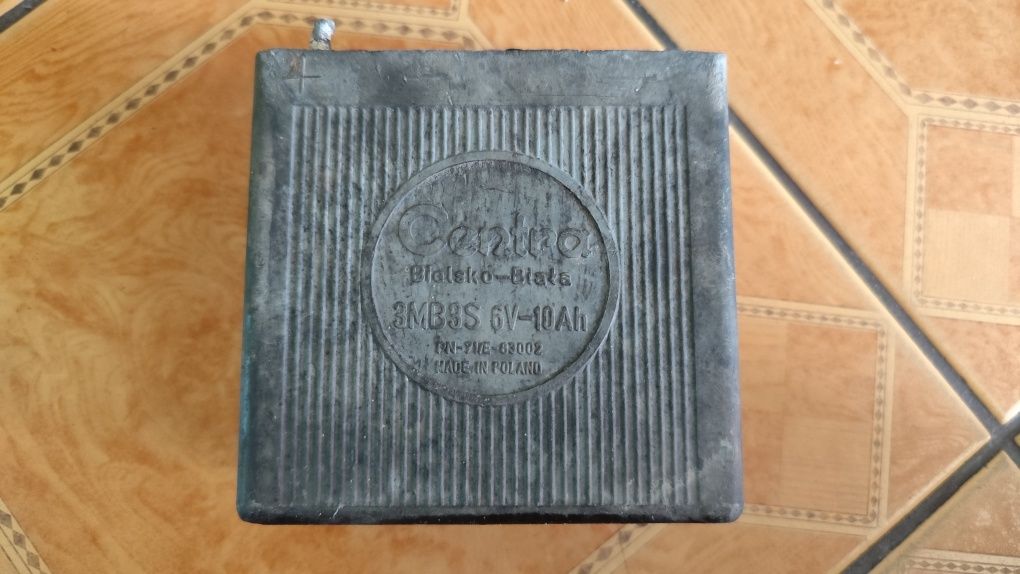 +
Centra
Bielsko-Biała
3MB3S 6V-10Ah
PN-71/E-83002
MADE IN POLAND